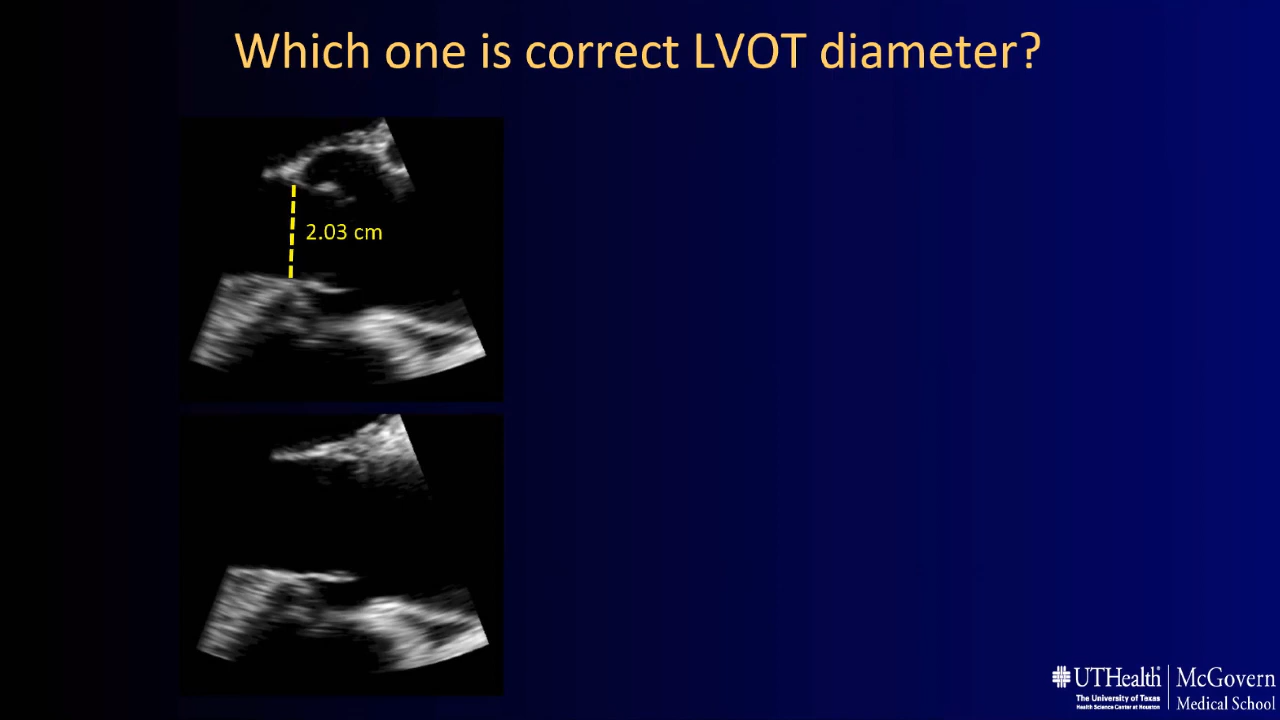 Which one is correct LVOT diameter?
2.03 cm
UTHealth
The University of Texas
Health Science Center at Houston
McGovern
Medical School